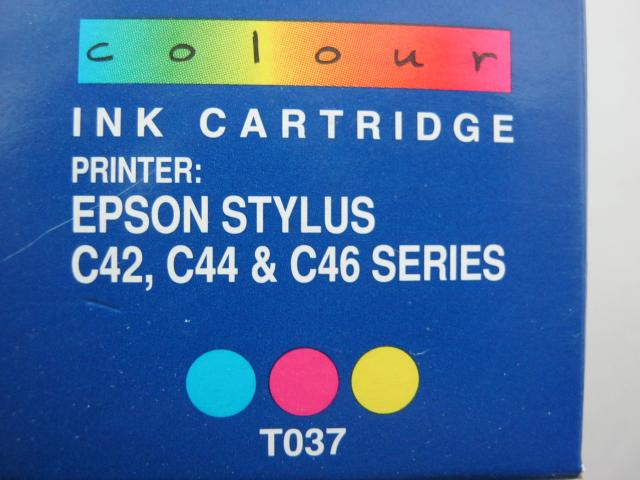 colour
INK CARTRIDGE
PRINTER:
EPSON STYLUS
C42, C44 & C46 SERIES
T037